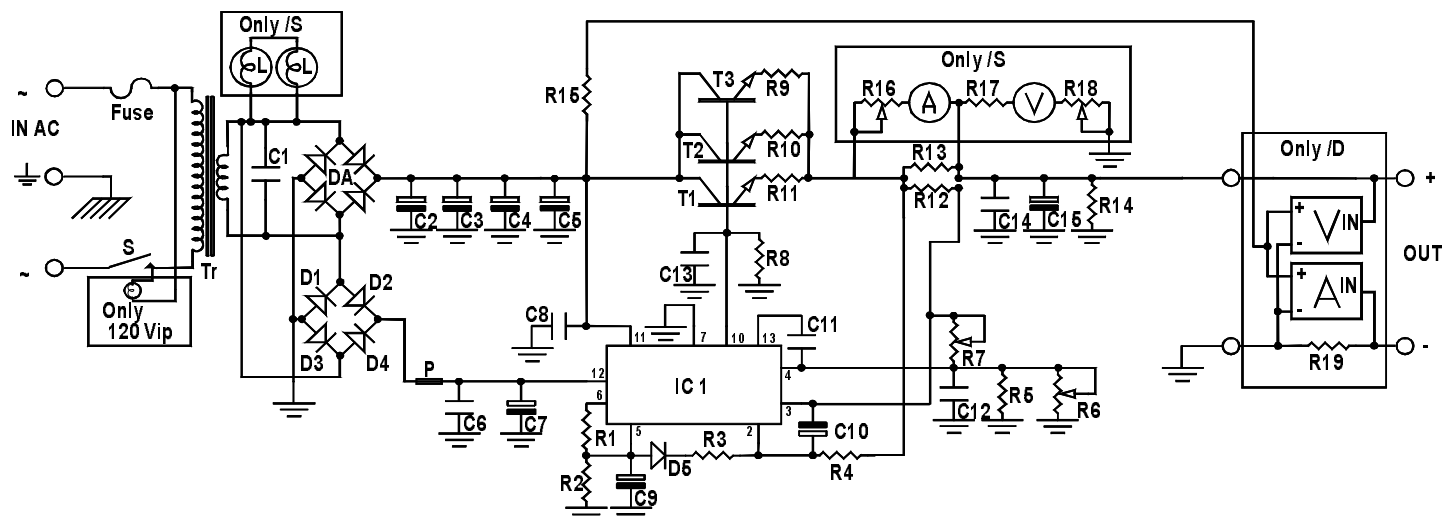 Only /S
L
L
~
Fuse
IN AC
C1
DA
~
S
Tr
Only
120 Vip
D1
D2
D3
D4
P
C2
C3
C4
C5
C6
C7
C8
R15
T3
T2
T1
R9
R10
R11
C13
R8
11
7
10
13
12
6
4
3
5
2
IC1
C11
R1
R2
C9
D5
R3
C10
R4
Only /S
R16
A
R17
V
R18
R13
R12
C14
C15
R14
R7
C12
R5
R6
Only /D
+
V IN
-
+
A IN
-
R19
+
OUT
-